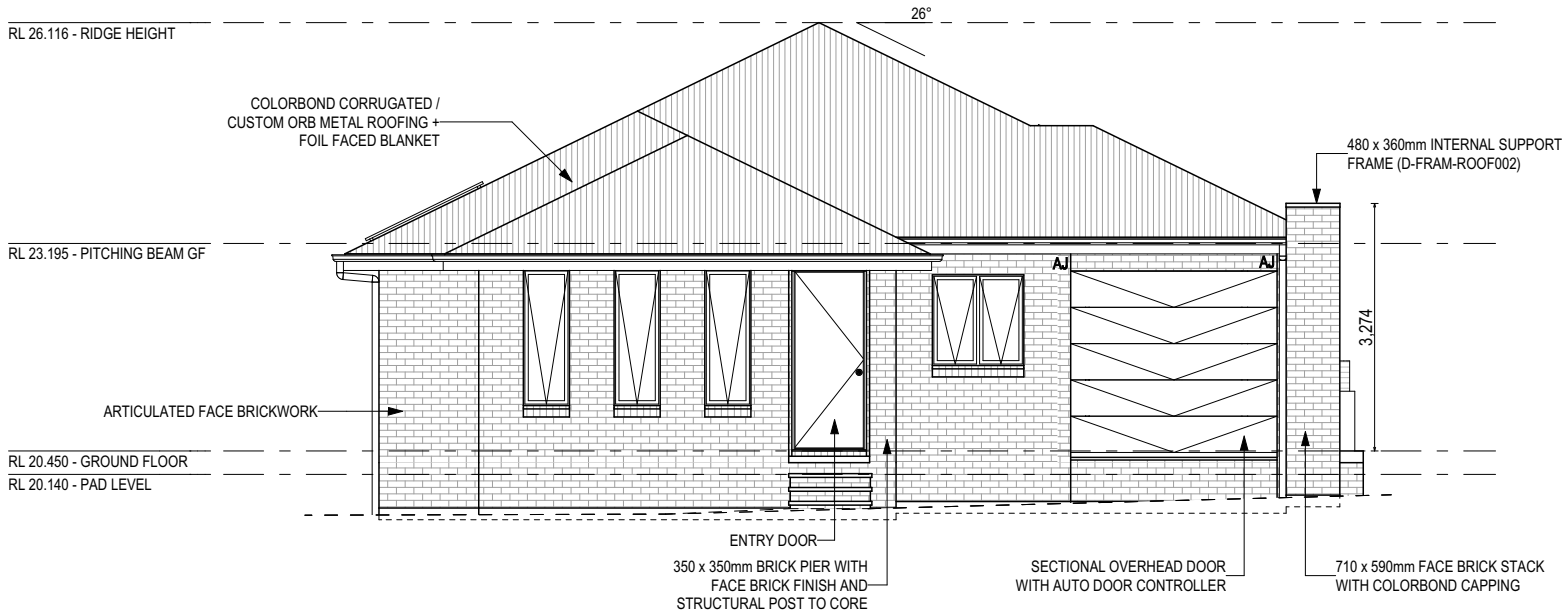 26°
RL 26.116 - RIDGE HEIGHT
COLORBOND CORRUGATED /
CUSTOM ORB METAL ROOFING +
FOIL FACED BLANKET
480 x 360mm INTERNAL SUPPORT
FRAME (D-FRAM-ROOF002)
RL 23.195 - PITCHING BEAM GF
AJ
AJ
3,274
ARTICULATED FACE BRICKWORK
RL 20.450 - GROUND FLOOR
RL 20.140 - PAD LEVEL
ENTRY DOOR
350 x 350mm BRICK PIER WITH
FACE BRICK FINISH AND
STRUCTURAL POST TO CORE
SECTIONAL OVERHEAD DOOR
WITH AUTO DOOR CONTROLLER
710 x 590mm FACE BRICK STACK
WITH COLORBOND CAPPING